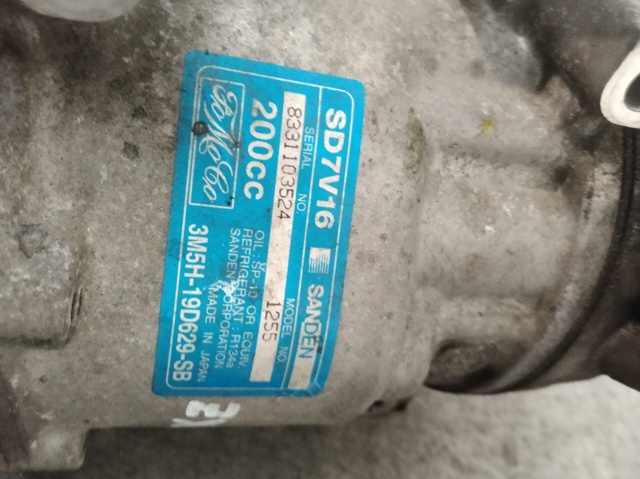 SD7V16 SANDEN
SERIAL NO. MODEL NO.
8331103524 1255
200cc
OIL : SP-10 OR EQUIV.
REFRIGERANT : R134a
SANDEN CORPORATION
MADE IN JAPAN
FoMoCo
3M5H-19D629-SB